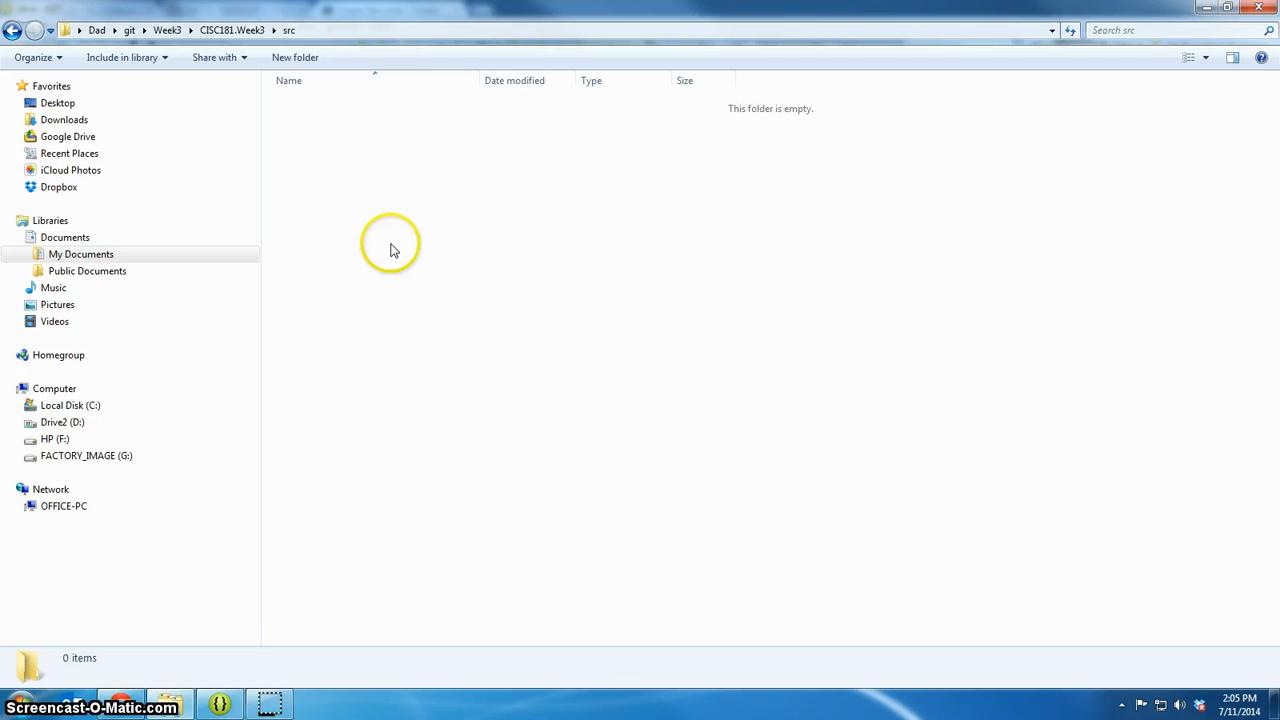 Dad git Week3 CISC181.Week3 src
Search src
Organize Include in library Share with New folder
Name Date modified Type Size
This folder is empty.
Favorites
Desktop
Downloads
Google Drive
Recent Places
iCloud Photos
Dropbox
Libraries
Documents
My Documents
Public Documents
Music
Pictures
Videos
Homegroup
Computer
Local Disk (C:)
Drive2 (D:)
HP (F:)
FACTORY_IMAGE (G:)
Network
OFFICE-PC
0 items
Screencast-O-Matic.com
2:05 PM
7/11/2014